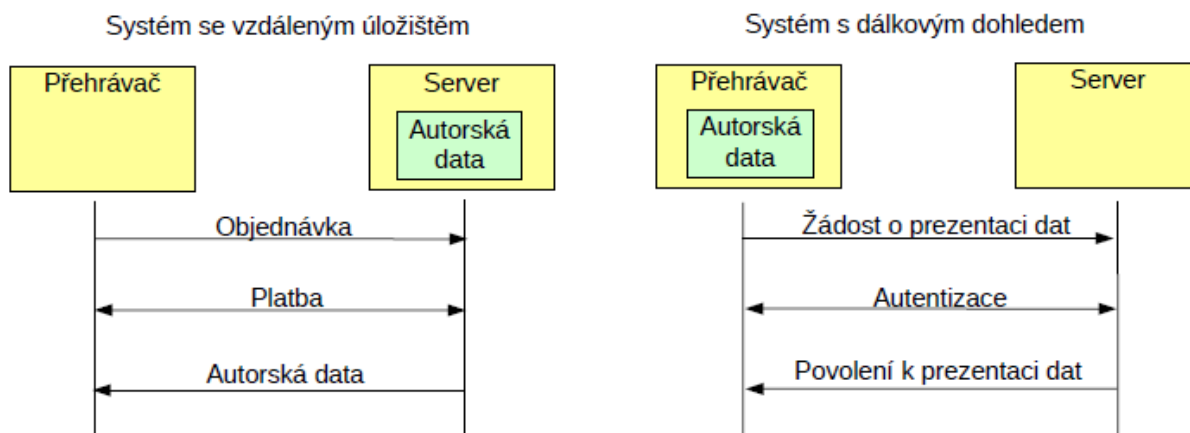 Systém se vzdáleným úložištěm
Přehrávač
Server
Autorská
data
Objednávka
Platba
Autorská data
Systém s dálkovým dohledem
Přehrávač
Autorská
data
Server
Žádost o prezentaci dat
Autentizace
Povolení k prezentaci dat